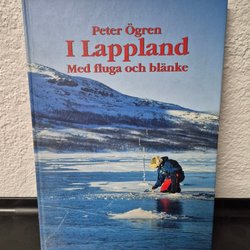 Peter Ögren
I Lappland
Med fluga och blänke